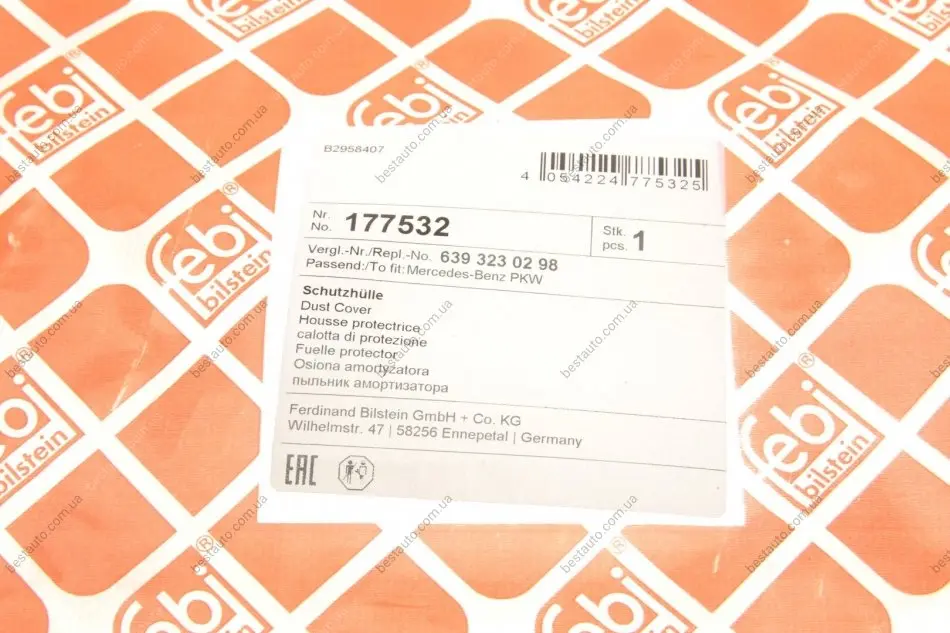 B2958407
4 054224 775325
Nr.
No. 177532
Stk.
pcs. 1
Vergl.-Nr./Repl.-No. 639 323 02 98
Passend:/To fit: Mercedes-Benz PKW
Schutzhülle
Dust Cover
Housse protectrice
calotta di protezione
Fuelle protector
Osiona amortyzatora
пыльник амортизатора
Ferdinand Bilstein GmbH + Co. KG
Wilhelmstr. 47 | 58256 Ennepetal | Germany
EAC
febi
bilstein
bestauto.com.ua